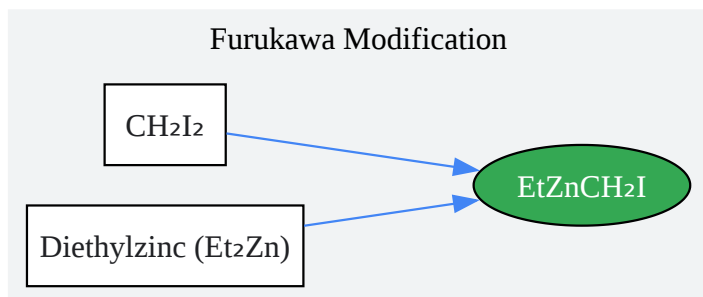 Furukawa Modification
CH₂I₂
EtZnCH₂I
Diethylzinc (Et₂Zn)